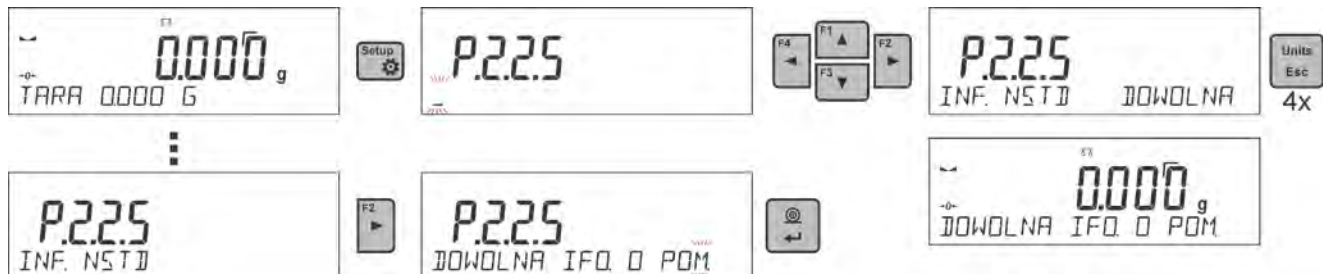 0.000 g
TARA 0.000 G
Setup
P.2.2.5
F1
F4
F2
F3
P.2.2.5
INF. NSTD DOWOLNA
Units
Esc
4x
P.2.2.5
INF. NSTD
F2
P.2.2.5
DOWOLNA IFO. O POM.
0.000 g
DOWOLNA IFO. O POM.